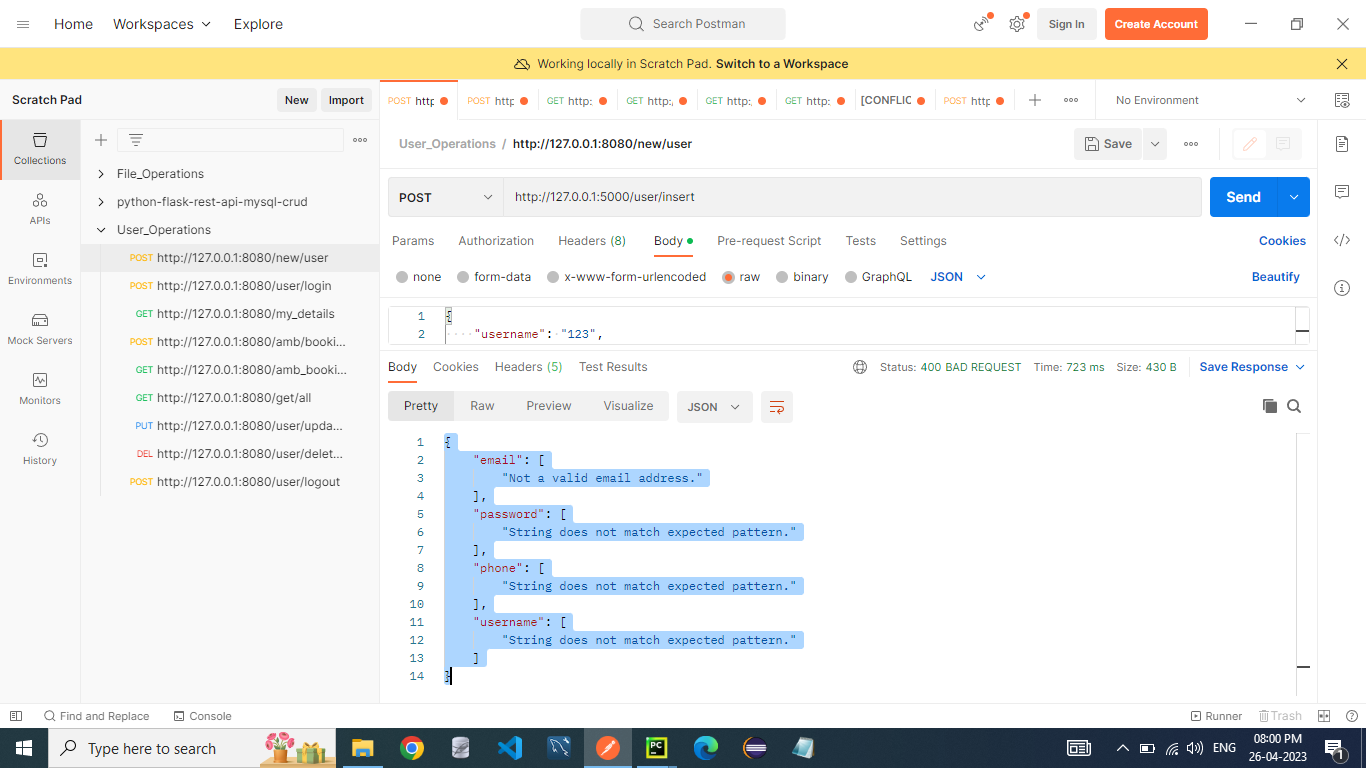 Home Workspaces Explore Search Postman Sign In Create Account
Working locally in Scratch Pad. Switch to a Workspace
Scratch Pad New Import
POST http POST http: GET http: GET http:, GET http:, GET http: [CONFLIC POST http No Environment
Collections
APIs
Environments
Mock Servers
Monitors
History
File_Operations
python-flask-rest-api-mysql-crud
User_Operations
POST http://127.0.0.1:8080/new/user
POST http://127.0.0.1:8080/user/login
GET http://127.0.0.1:8080/my_details
POST http://127.0.0.1:8080/amb/booki...
GET http://127.0.0.1:8080/amb_booki...
GET http://127.0.0.1:8080/get/all
PUT http://127.0.0.1:8080/user/upda...
DEL http://127.0.0.1:8080/user/delet...
POST http://127.0.0.1:8080/user/logout
User_Operations / http://127.0.0.1:8080/new/user Save
POST http://127.0.0.1:5000/user/insert Send
Params Authorization Headers (8) Body Pre-request Script Tests Settings Cookies
none form-data x-www-form-urlencoded raw binary GraphQL JSON Beautify
1 {
2 "username": "123",
Body Cookies Headers (5) Test Results Status: 400 BAD REQUEST Time: 723 ms Size: 430 B Save Response
Pretty Raw Preview Visualize JSON
1 {
2 "email": [
3 "Not a valid email address."
4 ],
5 "password": [
6 "String does not match expected pattern."
7 ],
8 "phone": [
9 "String does not match expected pattern."
10 ],
11 "username": [
12 "String does not match expected pattern."
13 ]
14 }
Find and Replace Console Runner Trash
Type here to search PC ENG 08:00 PM
26-04-2023 1